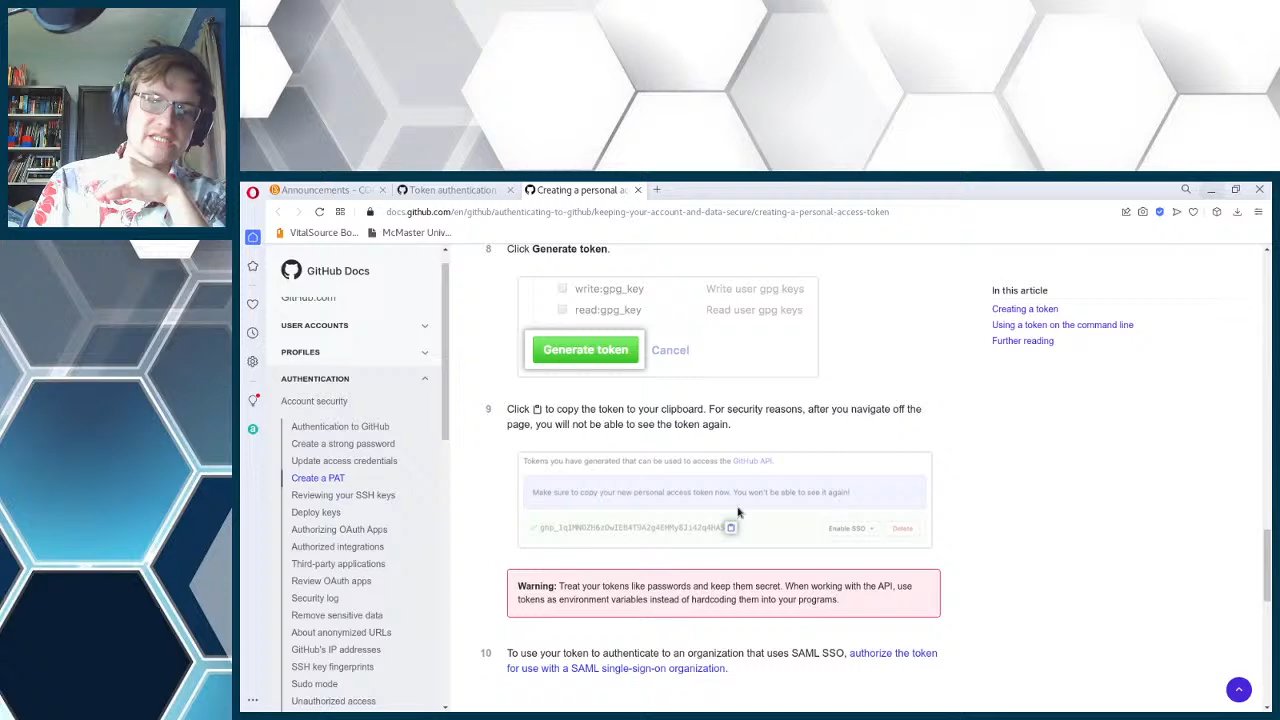 Announcements - CO
Token authentication
Creating a personal ac
docs.github.com/en/github/authenticating-to-github/keeping-your-account-and-data-secure/creating-a-personal-access-token
VitalSource Bo...
McMaster Univ...
GitHub Docs
GitHub.com
USER ACCOUNTS
PROFILES
AUTHENTICATION
Account security
Authentication to GitHub
Create a strong password
Update access credentials
Create a PAT
Reviewing your SSH keys
Deploy keys
Authorizing OAuth Apps
Authorized integrations
Third-party applications
Review OAuth apps
Security log
Remove sensitive data
About anonymized URLs
GitHub's IP addresses
SSH key fingerprints
Sudo mode
Unauthorized access
8 Click Generate token.
write:gpg_key Write user gpg keys
read:gpg_key Read user gpg keys
Generate token Cancel
9 Click to copy the token to your clipboard. For security reasons, after you navigate off the
page, you will not be able to see the token again.
Tokens you have generated that can be used to access the GitHub API.
Make sure to copy your new personal access token now. You won't be able to see it again!
Enable SSO Delete
Warning: Treat your tokens like passwords and keep them secret. When working with the API, use
tokens as environment variables instead of hardcoding them into your programs.
10 To use your token to authenticate to an organization that uses SAML SSO, authorize the token
for use with a SAML single-sign-on organization.
In this article
Creating a token
Using a token on the command line
Further reading